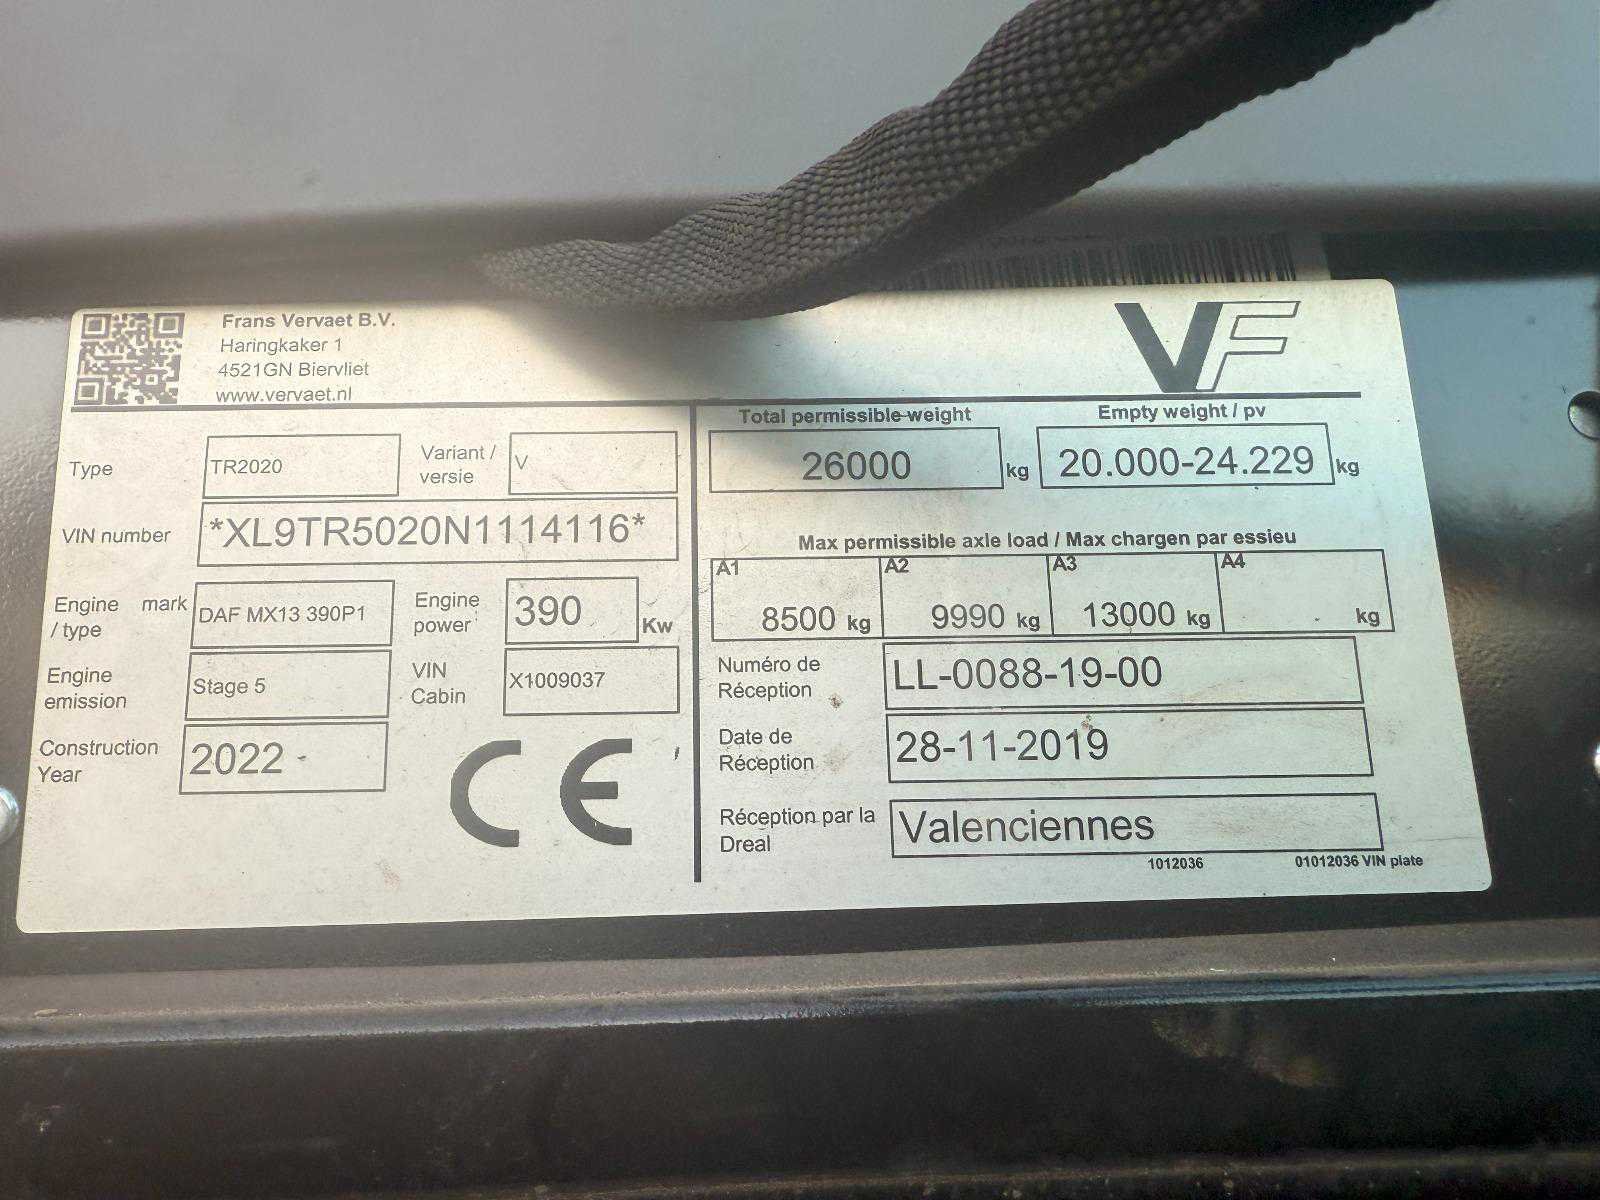 Frans Vervaet B.V.
Haringkaker 1
4521GN Biervliet
www.vervaet.nl
VF
Type TR2020 Variant / versie V
VIN number *XL9TR5020N1114116*
Engine mark / type DAF MX13 390P1 Engine power 390 Kw
Engine emission Stage 5 VIN Cabin X1009037
Construction Year 2022
CE
Total permissible weight Empty weight / pv
26000 kg 20.000-24.229 kg
Max permissible axle load / Max chargen par essieu
A1 A2 A3 A4
8500 kg 9990 kg 13000 kg kg
Numéro de Réception LL-0088-19-00
Date de Réception 28-11-2019
Réception par la Dreal Valenciennes
1012036 01012036 VIN plate